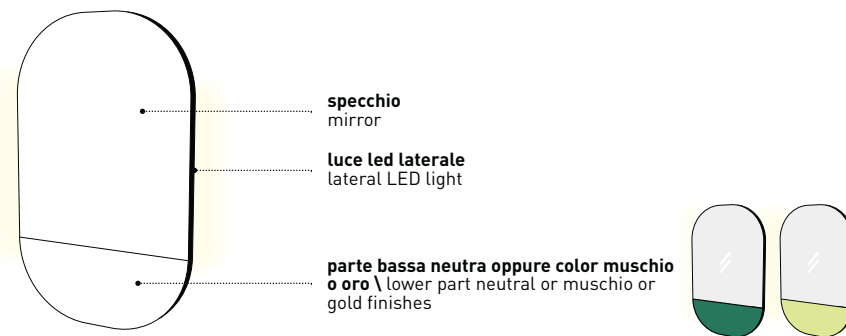 specchio
mirror
luce led laterale
lateral LED light
parte bassa neutra oppure color muschio
o oro \ lower part neutral or muschio or
gold finishes